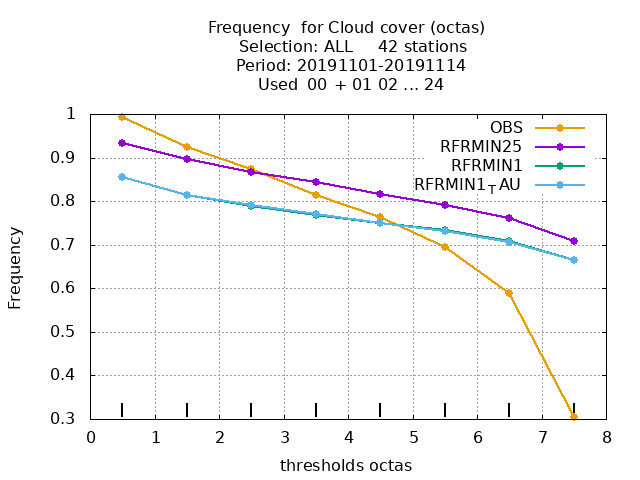 Frequency  for Cloud cover (octas)
Selection: ALL     42 stations
Period: 20191101-20191114
Used  00 + 01 02 ... 24
OBS
RFRMIN25
RFRMIN1
RFRMIN1_TAU
1
0.9
0.8
0.7
0.6
0.5
0.4
0.3
Frequency
0 1 2 3 4 5 6 7 8
thresholds octas